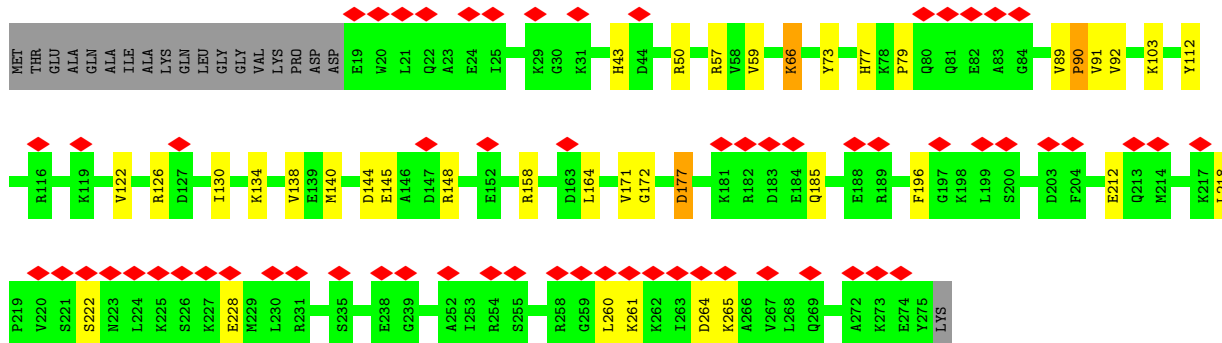 MET THR GLU ALA GLN ALA ILE ALA LYS GLN LEU GLY GLY VAL LYS PRO ASP ASP E19 W20 L21 Q22 A23 E24 I25 K29 G30 K31 H43 D44 R50 R57 V58 V59 K66 Y73 H77 K78 P79 Q80 Q81 E82 A83 G84 V89 P90 V91 V92 K103 Y112
R116 K119 V122 R126 D127 I130 K134 V138 E139 M140 D144 E145 A146 D147 R148 E152 R158 D163 L164 V171 G172 D177 K181 R182 D183 E184 Q185 E188 R189 F196 G197 K198 L199 S200 D203 F204 E212 Q213 M214 K217 L218
P219 V220 S221 S222 N223 L224 K225 S226 K227 E228 M229 L230 R231 S235 E238 G239 A252 I253 R254 S255 R258 G259 L260 K261 K262 I263 D264 K265 A266 V267 L268 Q269 A272 K273 E274 Y275 LYS